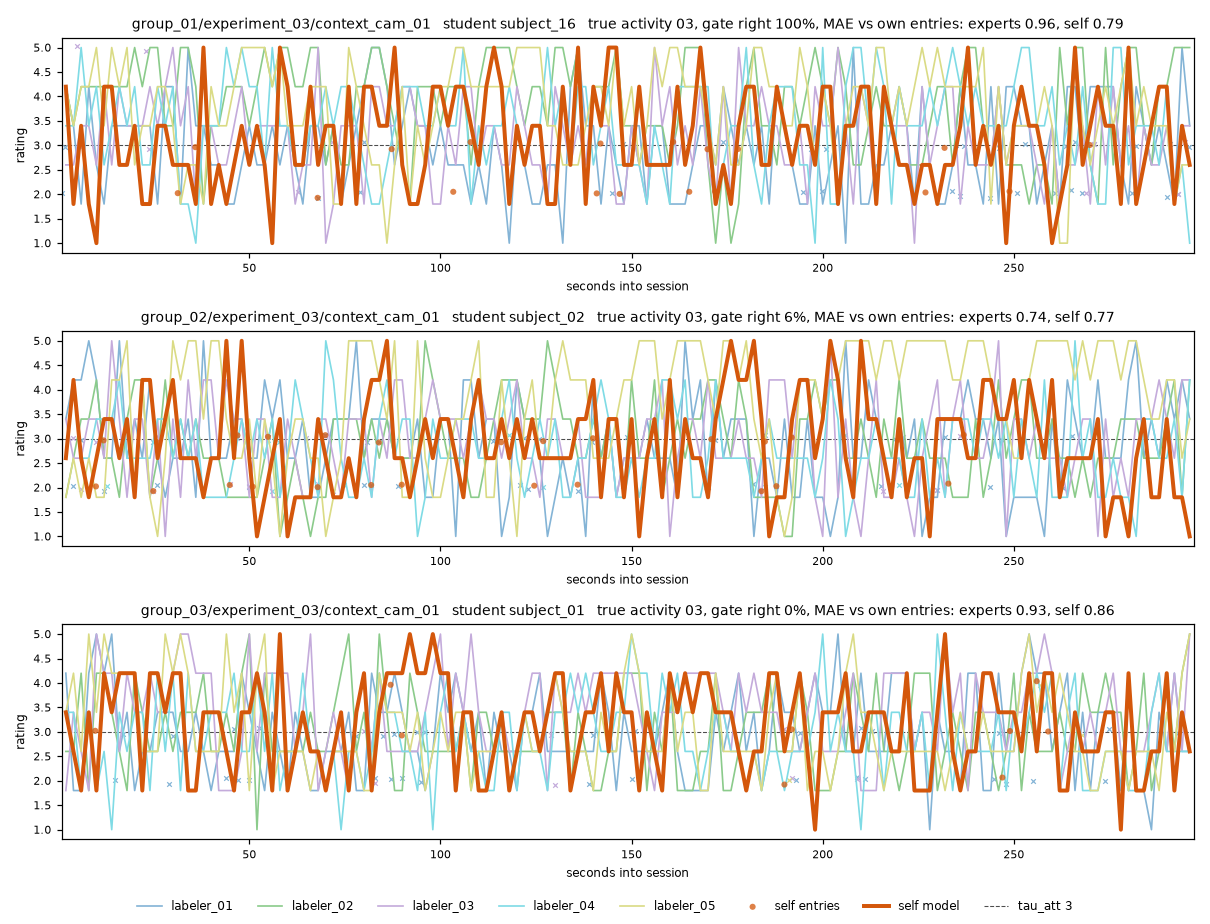 group_01/experiment_03/context_cam_01 student subject_16 true activity 03, gate right 100%, MAE vs own entries: experts 0.96, self 0.79
5.0
4.5
4.0
3.5
3.0
2.5
2.0
1.5
1.0
rating
50 100 150 200 250
seconds into session
group_02/experiment_03/context_cam_01 student subject_02 true activity 03, gate right 6%, MAE vs own entries: experts 0.74, self 0.77
5.0
4.5
4.0
3.5
3.0
2.5
2.0
1.5
1.0
rating
50 100 150 200 250
seconds into session
group_03/experiment_03/context_cam_01 student subject_01 true activity 03, gate right 0%, MAE vs own entries: experts 0.93, self 0.86
5.0
4.5
4.0
3.5
3.0
2.5
2.0
1.5
1.0
rating
50 100 150 200 250
seconds into session
labeler_01 labeler_02 labeler_03 labeler_04 labeler_05 self entries self model tau_att 3